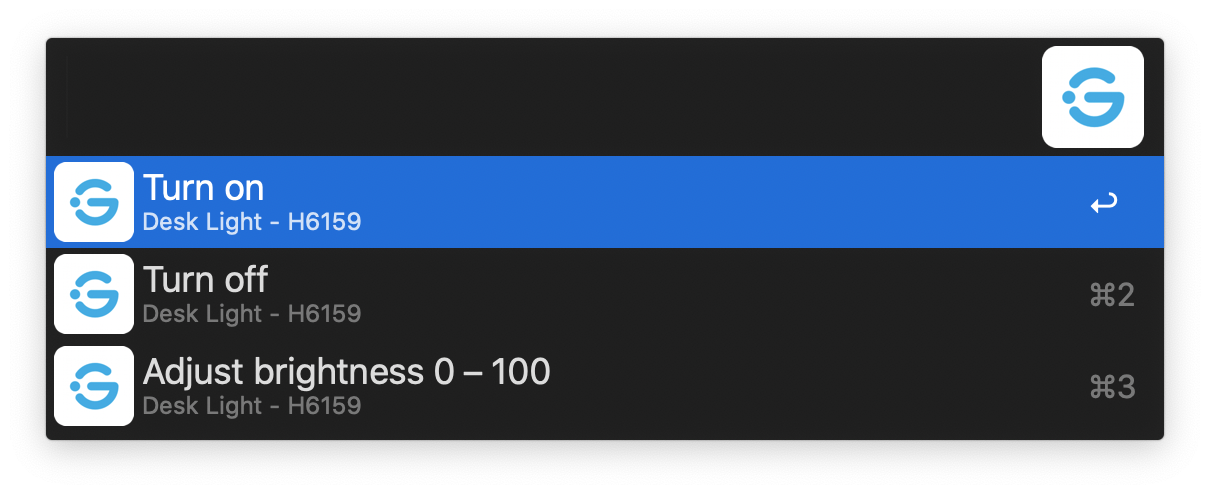 Turn on
Desk Light - H6159
Turn off
Desk Light - H6159
⌘2
Adjust brightness 0 – 100
Desk Light - H6159
⌘3